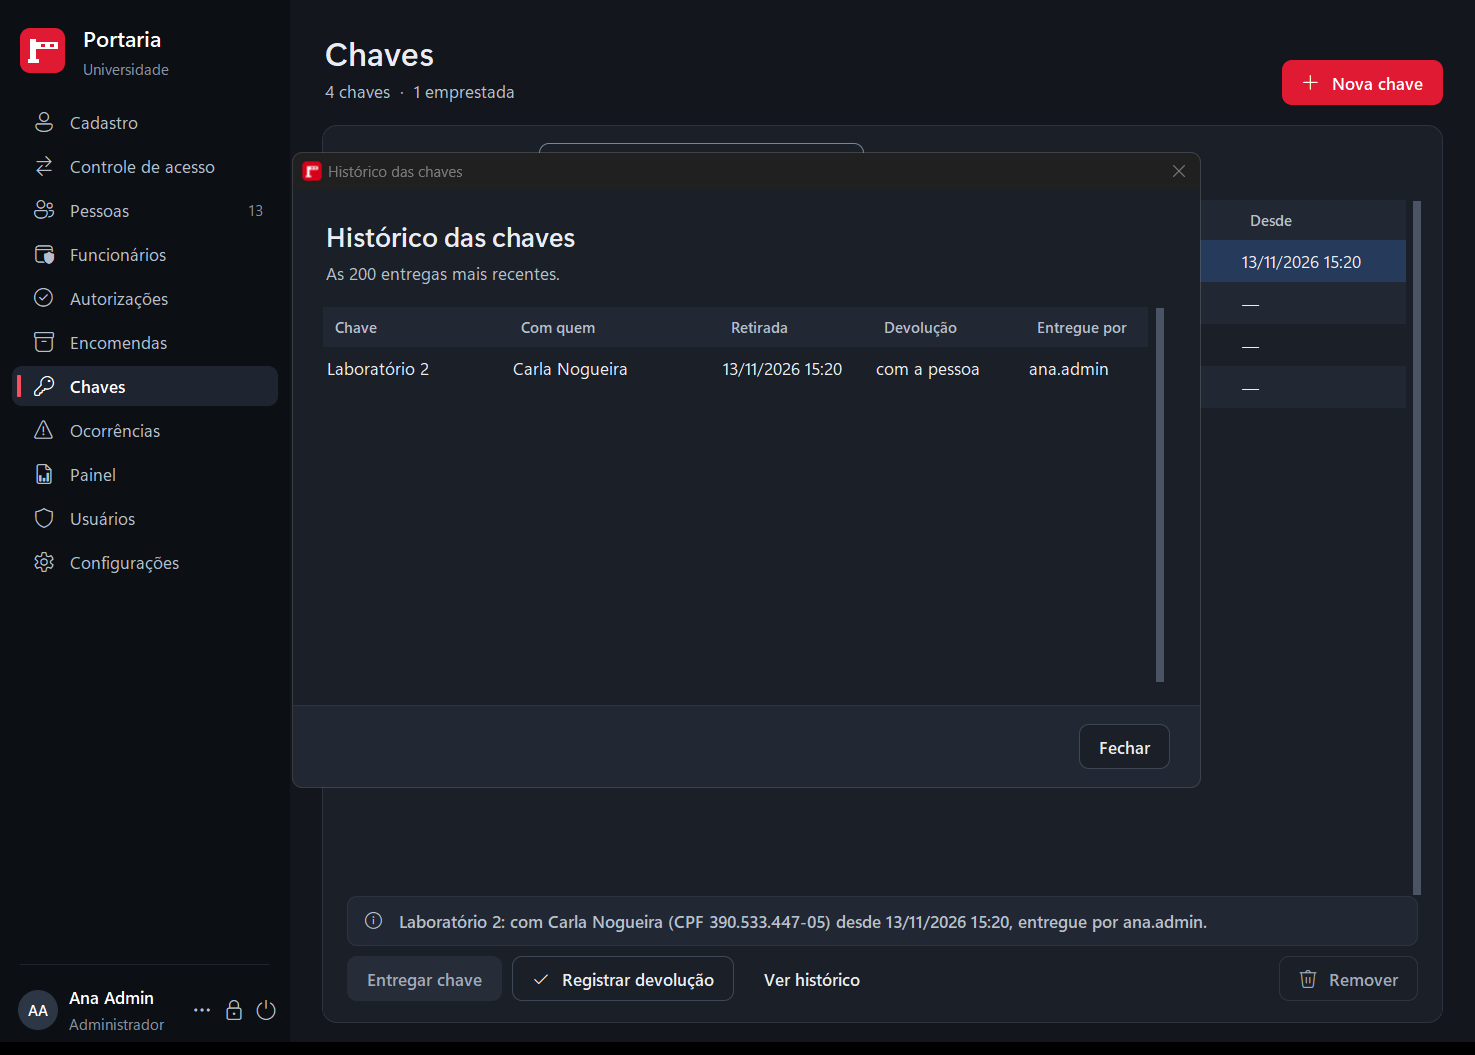 Portaria
Universidade
Cadastro
Controle de acesso
Pessoas 13
Funcionários
Autorizações
Encomendas
Chaves
Ocorrências
Painel
Usuários
Configurações
AA
Ana Admin
Administrador
Chaves
4 chaves · 1 emprestada
Nova chave
Desde
13/11/2026 15:20
—
—
—
Histórico das chaves
Histórico das chaves
As 200 entregas mais recentes.
Chave Com quem Retirada Devolução Entregue por
Laboratório 2 Carla Nogueira 13/11/2026 15:20 com a pessoa ana.admin
Fechar
Laboratório 2: com Carla Nogueira (CPF 390.533.447-05) desde 13/11/2026 15:20, entregue por ana.admin.
Entregar chave Registrar devolução Ver histórico Remover